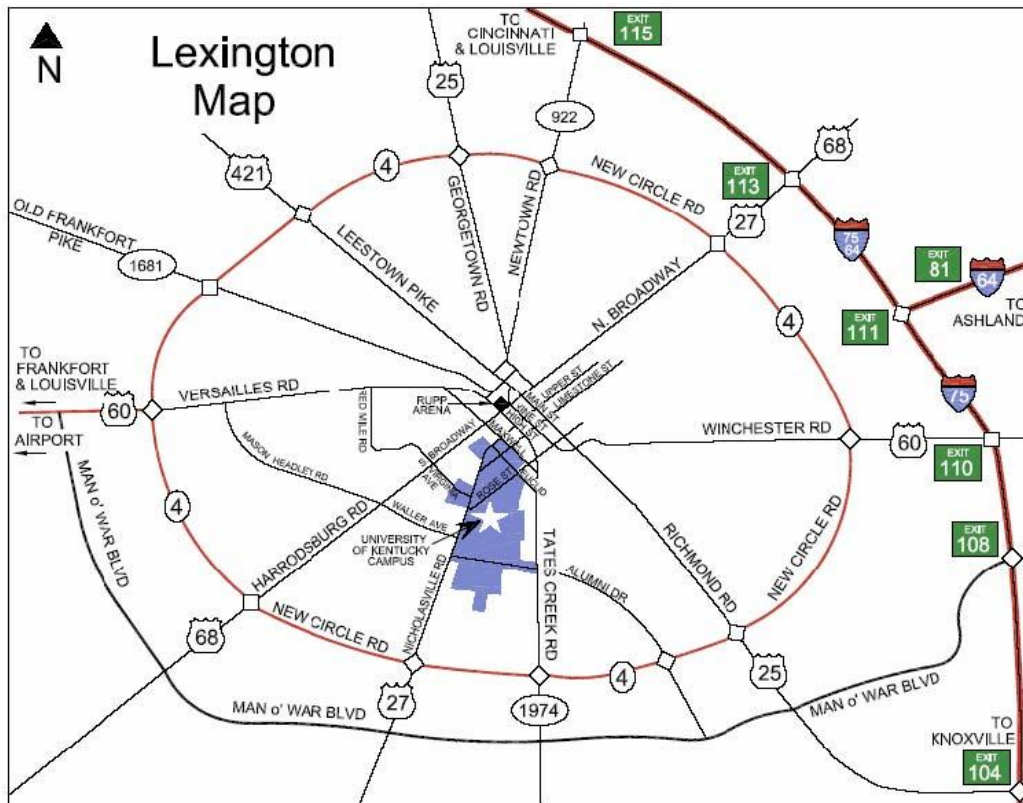 N
Lexington
Map
TO
CINCINNATI
& LOUISVILLE
EXIT
115
25
922
68
421
4
NEW CIRCLE RD
EXIT
113
27
OLD FRANKFORT
PIKE
1681
LEESTOWN PIKE
GEORGETOWN RD
NEWTOWN RD
N. BROADWAY
75
64
EXIT
81
64
TO
ASHLAND
EXIT
111
4
TO
FRANKFORT
& LOUISVILLE
60
TO
AIRPORT
VERSAILLES RD
RUPP
ARENA
UPPER ST
MAIN ST
LIMESTONE ST
VINE ST
HIGH ST
MAXWELL
75
RED MILE RD
BROADWAY
WINCHESTER RD
60
EXIT
110
MASON HEADLEY RD
VIRGINIA
AVE
ROSE ST
EUCLID
MAN o' WAR BLVD
4
WALLER AVE
UNIVERSITY
OF KENTUCKY
CAMPUS
HARRODSBURG RD
NICHOLASVILLE RD
TATES CREEK RD
ALUMNI DR
RICHMOND RD
NEW CIRCLE RD
EXIT
108
68
NEW CIRCLE RD
27
1974
4
25
MAN o' WAR BLVD
MAN o' WAR BLVD
TO
KNOXVILLE
EXIT
104